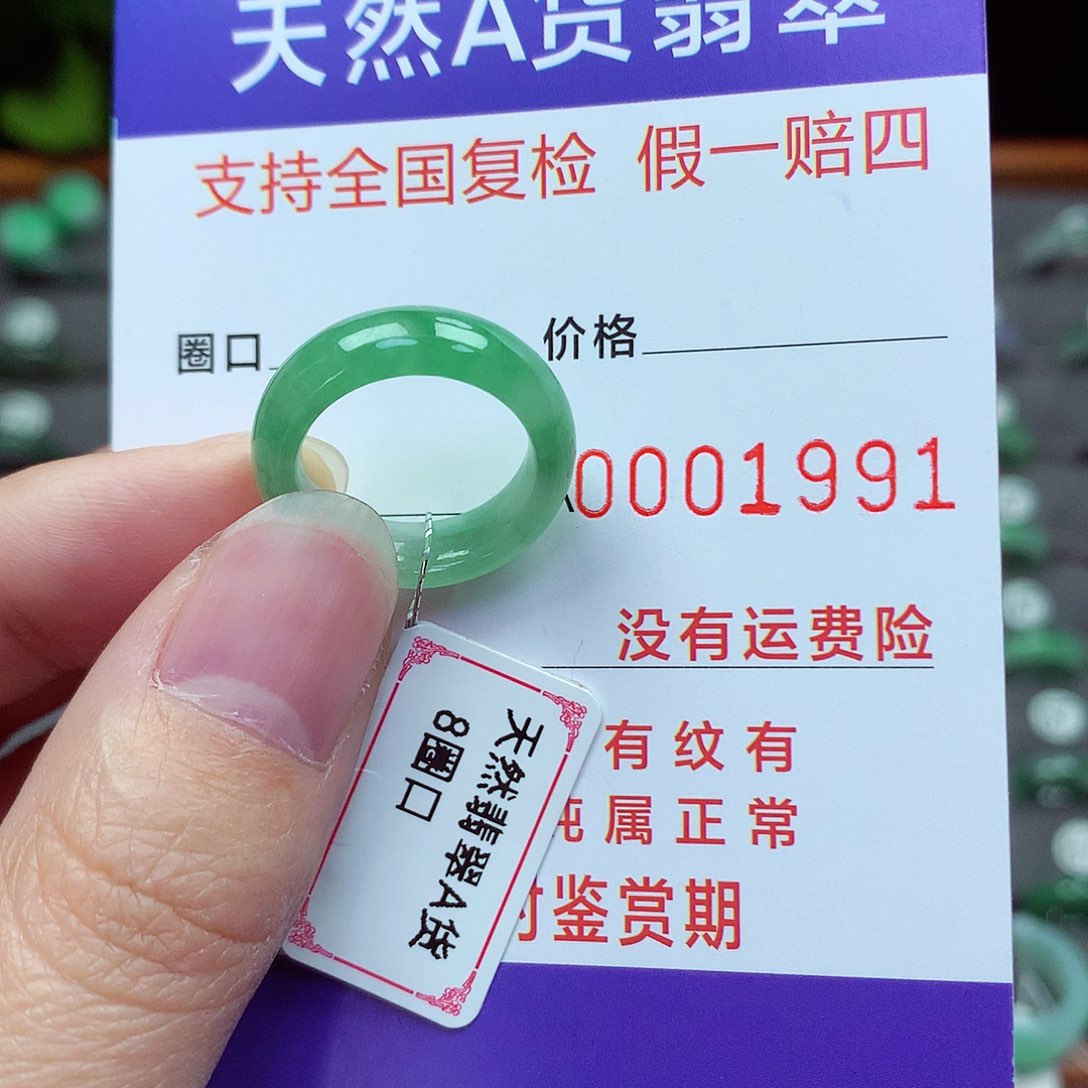 天然A货翡翠
支持全国复检 假一赔四
圈口 价格
0001991
没有运费险
有纹有
纯属正常
时鉴赏期
天然翡翠A货
8圈口